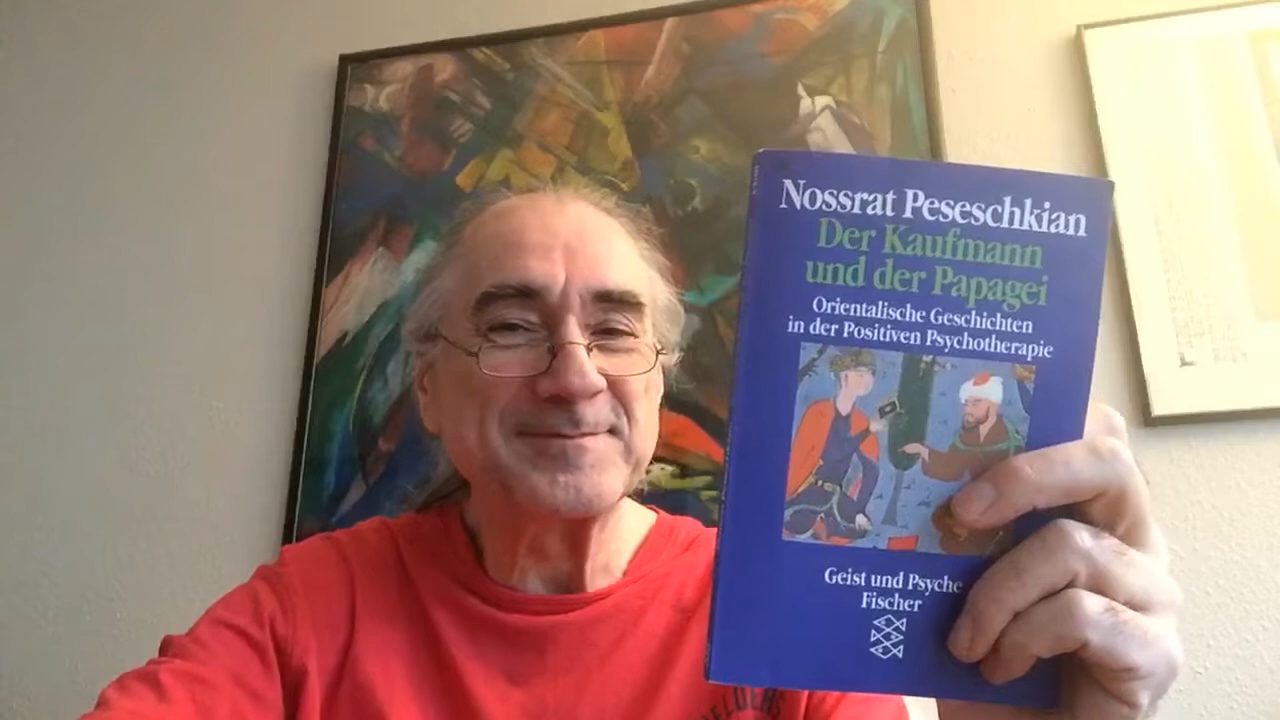 Nossrat Peseschkian
Der Kaufmann
und der Papagei
Orientalische Geschichten
in der Positiven Psychotherapie
Geist und Psyche
Fischer